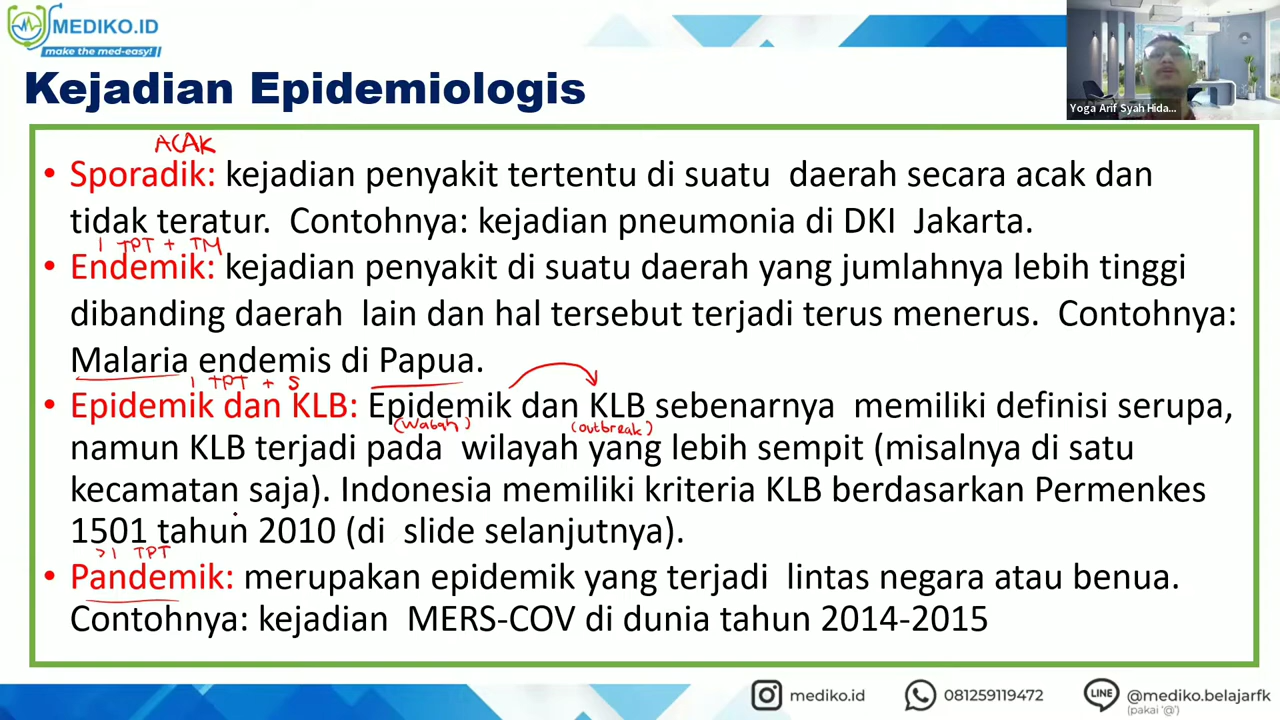 MEDIKO.ID
make the med-easy!
Yoga Arif Syah Hida...
Kejadian Epidemiologis
ACAK
• Sporadik: kejadian penyakit tertentu di suatu daerah secara acak dan
tidak teratur. Contohnya: kejadian pneumonia di DKI Jakarta.
1 TPT + TM
• Endemik: kejadian penyakit di suatu daerah yang jumlahnya lebih tinggi
dibanding daerah lain dan hal tersebut terjadi terus menerus. Contohnya:
Malaria endemis di Papua.
1 TPT + S
• Epidemik dan KLB: Epidemik dan KLB sebenarnya memiliki definisi serupa,
(wabah) (outbreak)
namun KLB terjadi pada wilayah yang lebih sempit (misalnya di satu
kecamatan saja). Indonesia memiliki kriteria KLB berdasarkan Permenkes
1501 tahun 2010 (di slide selanjutnya).
>1 TPT
• Pandemik: merupakan epidemik yang terjadi lintas negara atau benua.
Contohnya: kejadian MERS-COV di dunia tahun 2014-2015
mediko.id 081259119472 LINE @mediko.belajarfk
(pakai '@')